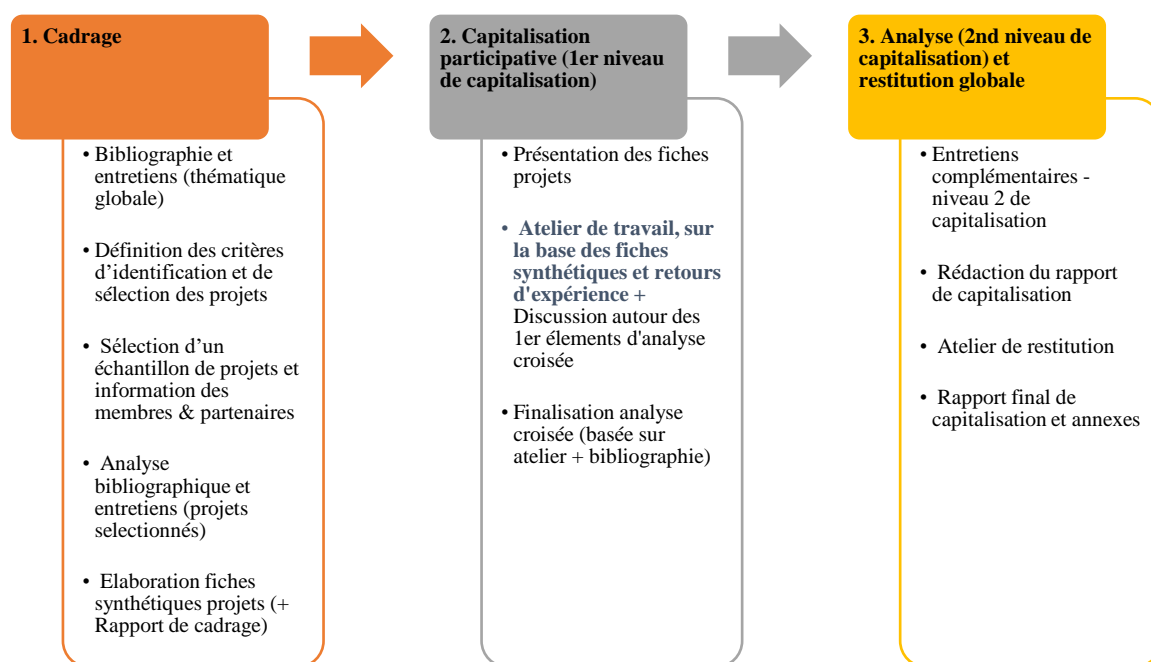 1. Cadrage
• Bibliographie et
entretiens (thématique
globale)
• Définition des critères
d’identification et de
sélection des projets
• Sélection d’un
échantillon de projets et
information des
membres & partenaires
• Analyse
bibliographique et
entretiens (projets
selectionnés)
• Elaboration fiches
synthétiques projets (+
Rapport de cadrage)
2. Capitalisation
participative (1er niveau
de capitalisation)
• Présentation des fiches
projets
• Atelier de travail, sur
la base des fiches
synthétiques et retours
d'expérience +
Discussion autour des
1er élements d'analyse
croisée
• Finalisation analyse
croisée (basée sur
atelier + bibliographie)
3. Analyse (2nd niveau de
capitalisation) et
restitution globale
• Entretiens
complémentaires -
niveau 2 de
capitalisation
• Rédaction du rapport
de capitalisation
• Atelier de restitution
• Rapport final de
capitalisation et annexes